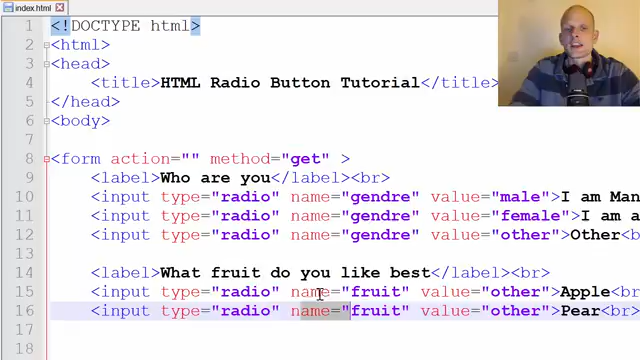 index.html
1 <!DOCTYPE html>
2 <html>
3 <head>
4 <title>HTML Radio Button Tutorial</title>
5 </head>
6 <body>
7
8 <form action="" method="get" >
9 <label>Who are you</label><br>
10 <input type="radio" name="gendre" value="male">I am Man
11 <input type="radio" name="gendre" value="female">I am a
12 <input type="radio" name="gendre" value="other">Other<b
13
14 <label>What fruit do you like best</label><br>
15 <input type="radio" name="fruit" value="other">Apple<b
16 <input type="radio" name="fruit" value="other">Pear<br>
17
18